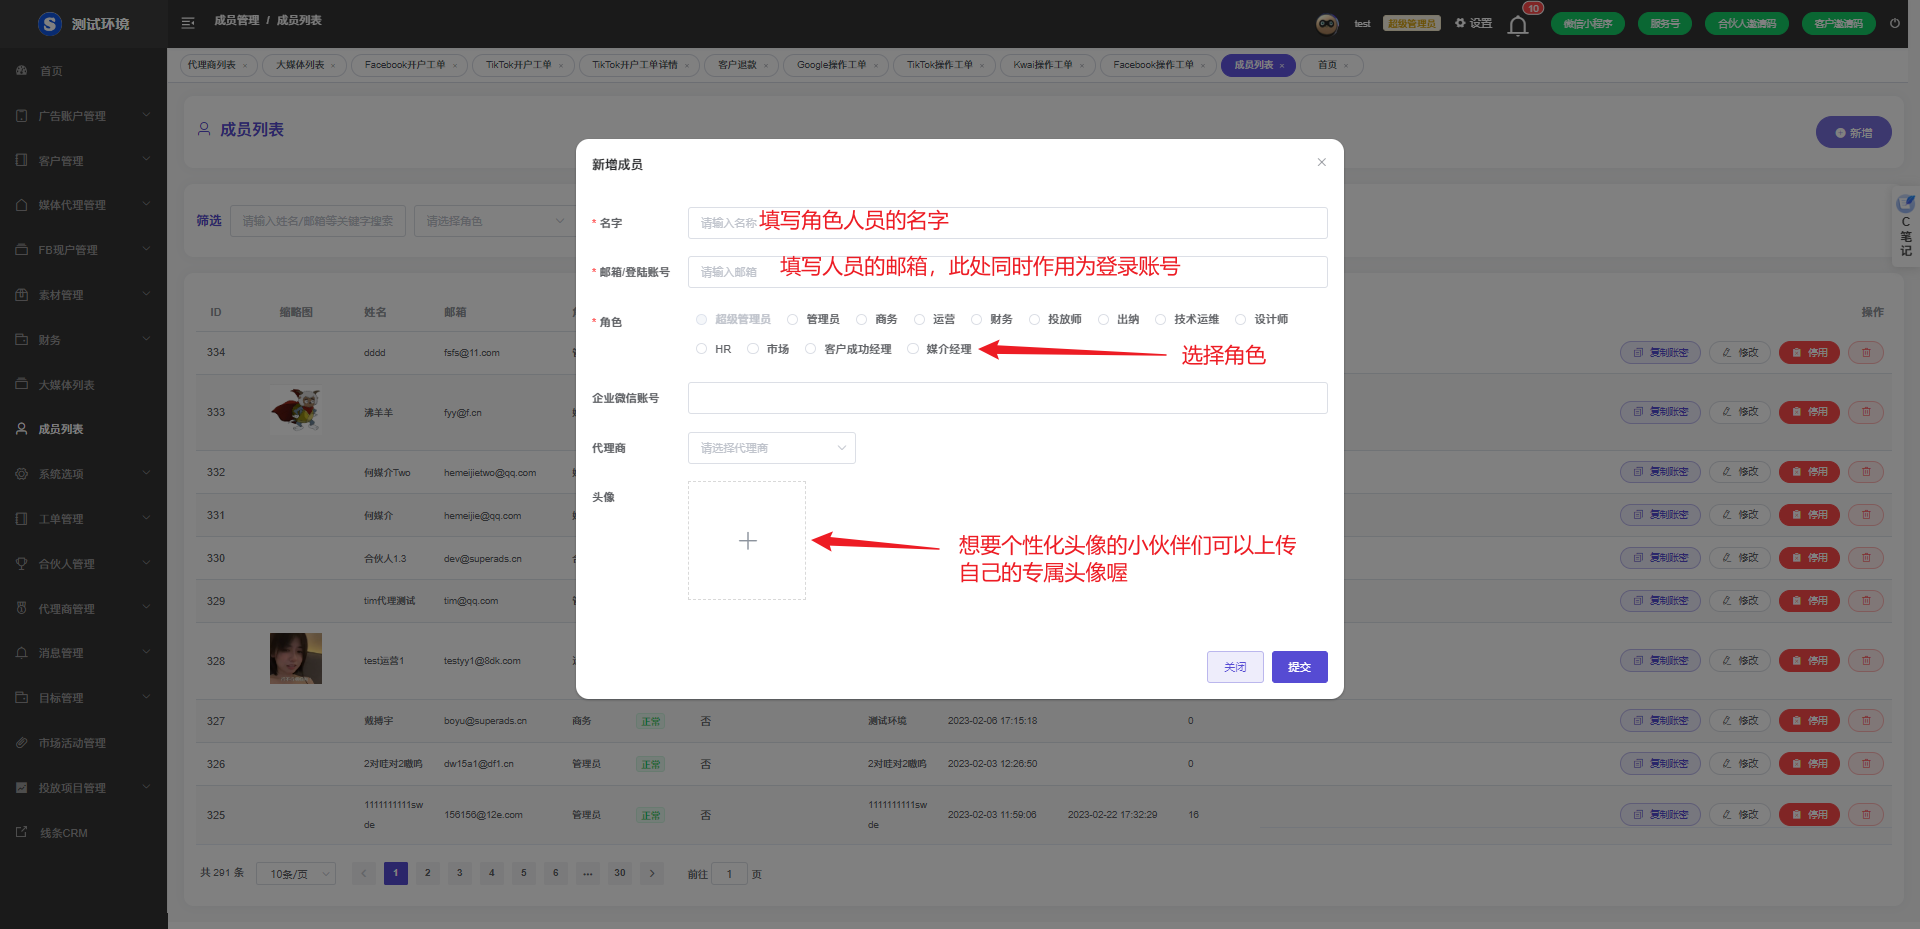 测试环境
成员管理 / 成员列表
test
超级管理员
设置
10
微信小程序
服务号
合伙人邀请码
客户邀请码
代理商列表 ×
大媒体列表 ×
Facebook开户工单 ×
TikTok开户工单 ×
TikTok开户工单详情 ×
客户退款 ×
Google操作工单 ×
TikTok操作工单 ×
Kwai操作工单 ×
Facebook操作工单 ×
成员列表 ×
首页 ×
首页
广告账户管理
客户管理
媒体代理管理
FB现户管理
素材管理
财务
大媒体列表
成员列表
系统选项
工单管理
合伙人管理
代理商管理
消息管理
目标管理
市场活动管理
投放项目管理
线条CRM
成员列表
新增
筛选
请输入姓名/邮箱等关键字搜索
请选择角色
C
笔
记
新增成员
* 名字
请输入名称
填写角色人员的名字
* 邮箱/登陆账号
请输入邮箱
填写人员的邮箱，此处同时作用为登录账号
* 角色
超级管理员 管理员 商务 运营 财务 投放师 出纳 技术运维 设计师
HR 市场 客户成功经理 媒介经理
选择角色
企业微信账号
代理商
请选择代理商
头像
想要个性化头像的小伙伴们可以上传
自己的专属头像喔
关闭
提交
ID 缩略图 姓名 邮箱 操作
334 dddd fsfs@11.com 复制账密 修改 停用
333 沸羊羊 fyy@f.cn 复制账密 修改 停用
332 何媒介Two hemeijietwo@qq.com 复制账密 修改 停用
331 何媒介 hemeijie@qq.com 复制账密 修改 停用
330 合伙人1.3 dev@superads.cn 复制账密 修改 停用
329 tim代理测试 tim@qq.com 复制账密 修改 停用
328 test运营1 testyy1@8dk.com 复制账密 修改 停用
327 戴搏宇 boyu@superads.cn 商务 正常 否 测试环境 2023-02-06 17:15:18 0 复制账密 修改 停用
326 2对哇对2嗷呜 dw15a1@df1.cn 管理员 正常 否 2对哇对2嗷呜 2023-02-03 12:26:50 0 复制账密 修改 停用
325 1111111111sw
de 156156@12e.com 管理员 正常 否 1111111111sw
de 2023-02-03 11:59:06 2023-02-22 17:32:29 16 复制账密 修改 停用
共 291 条 10条/页 1 2 3 4 5 6 ... 30 前往 1 页